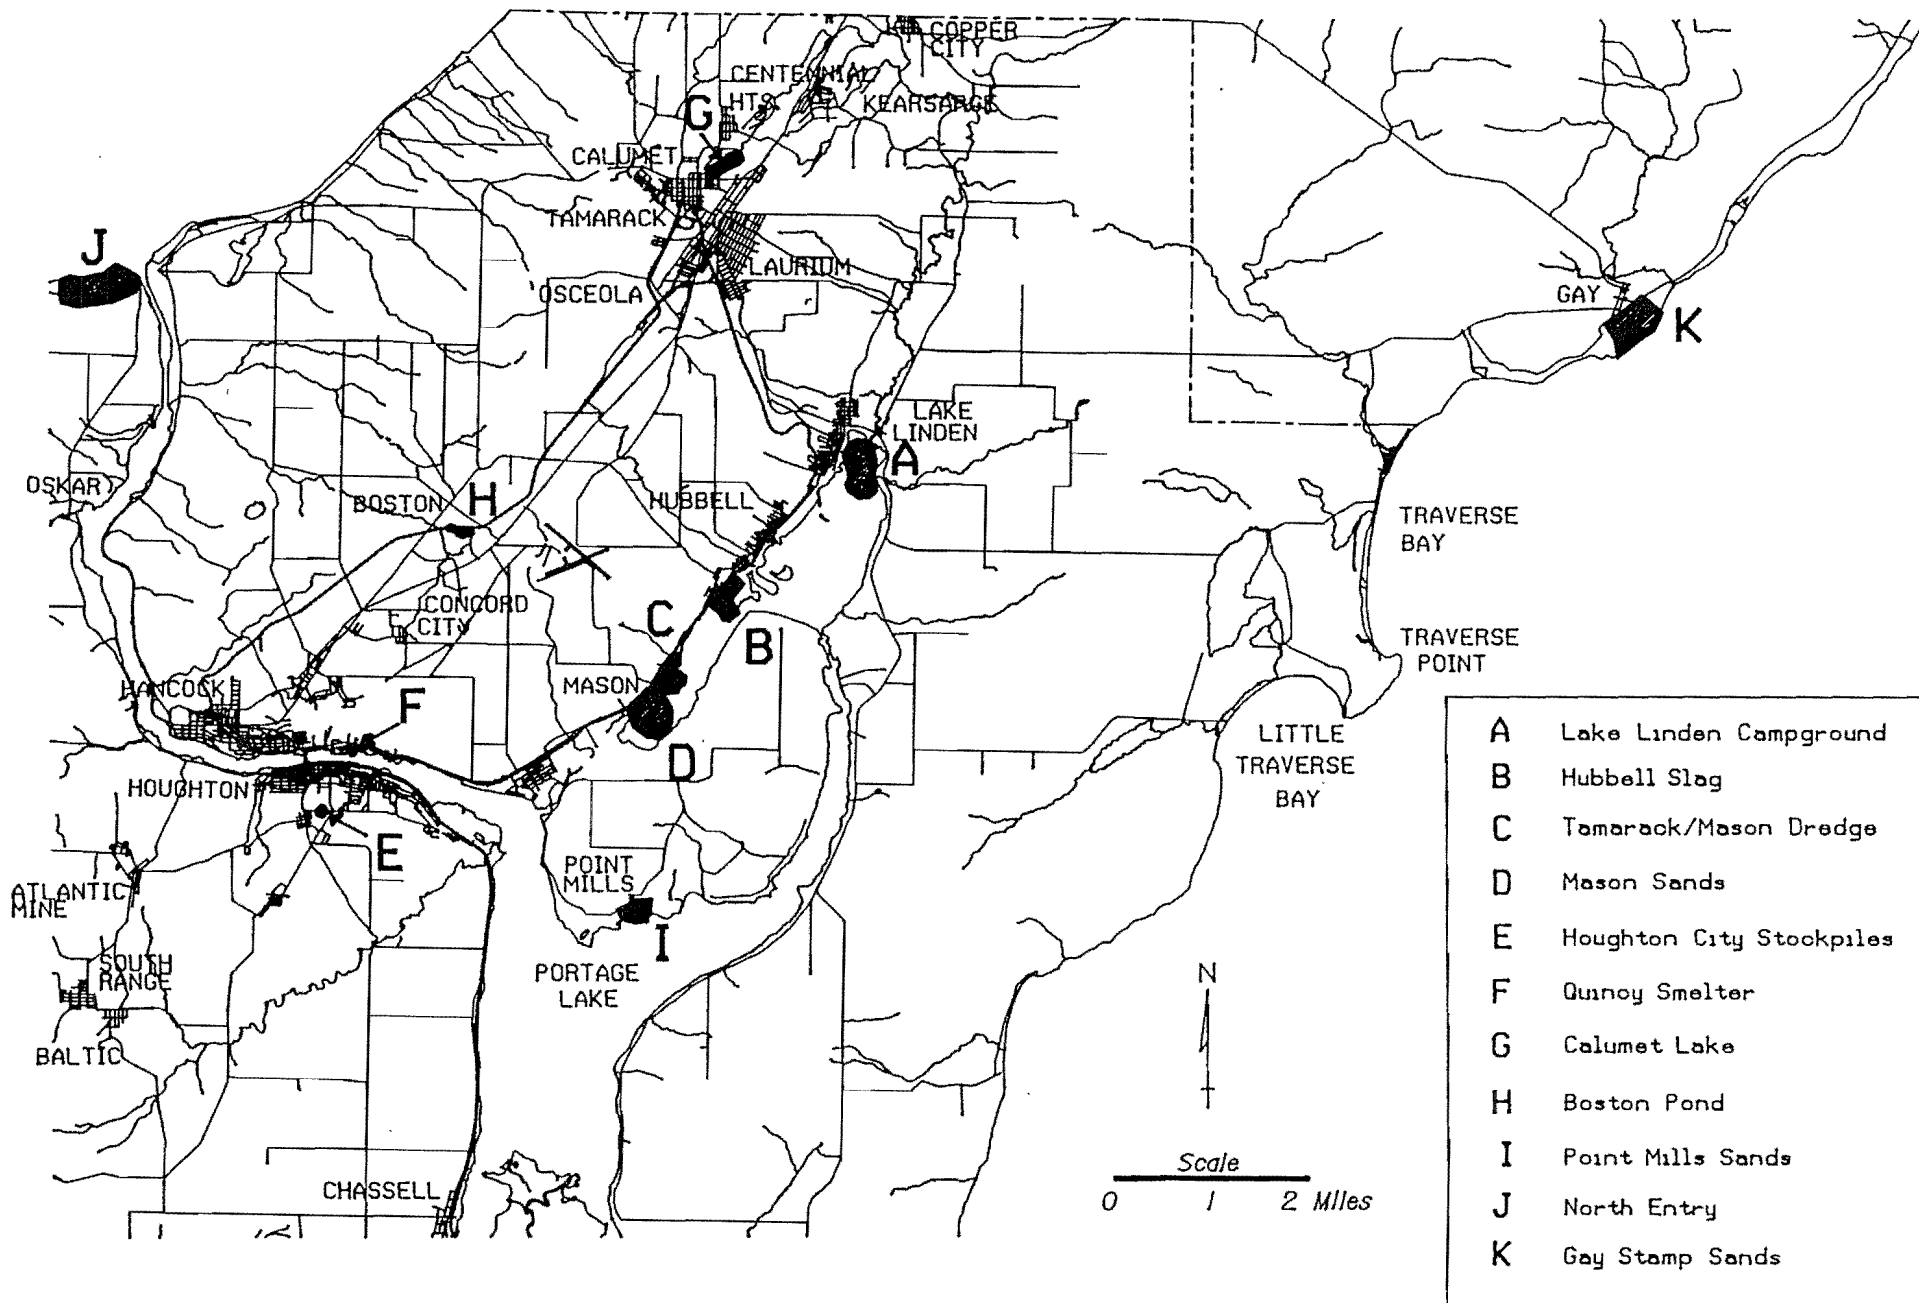 COPPER
CITY
CENTENNIAL
HTS.
KEARSARGE
G
CALUMET
TAMARACK
J
LAURIUM
OSCEOLA
GAY
K
LAKE
LINDEN
A
OSKAR
BOSTON
H
HUBBELL
TRAVERSE
BAY
CONCORD
CITY
C
B
TRAVERSE
POINT
HANCOCK
MASON
F
D
LITTLE
TRAVERSE
BAY
HOUGHTON
E
POINT
MILLS
ATLANTIC
MINE
I
SOUTH
RANGE
PORTAGE
LAKE
N
BALTIC
CHASSELL
Scale
0 1 2 Miles
A Lake Linden Campground
B Hubbell Slag
C Tamarack/Mason Dredge
D Mason Sands
E Houghton City Stockpiles
F Quincy Smelter
G Calumet Lake
H Boston Pond
I Point Mills Sands
J North Entry
K Gay Stamp Sands